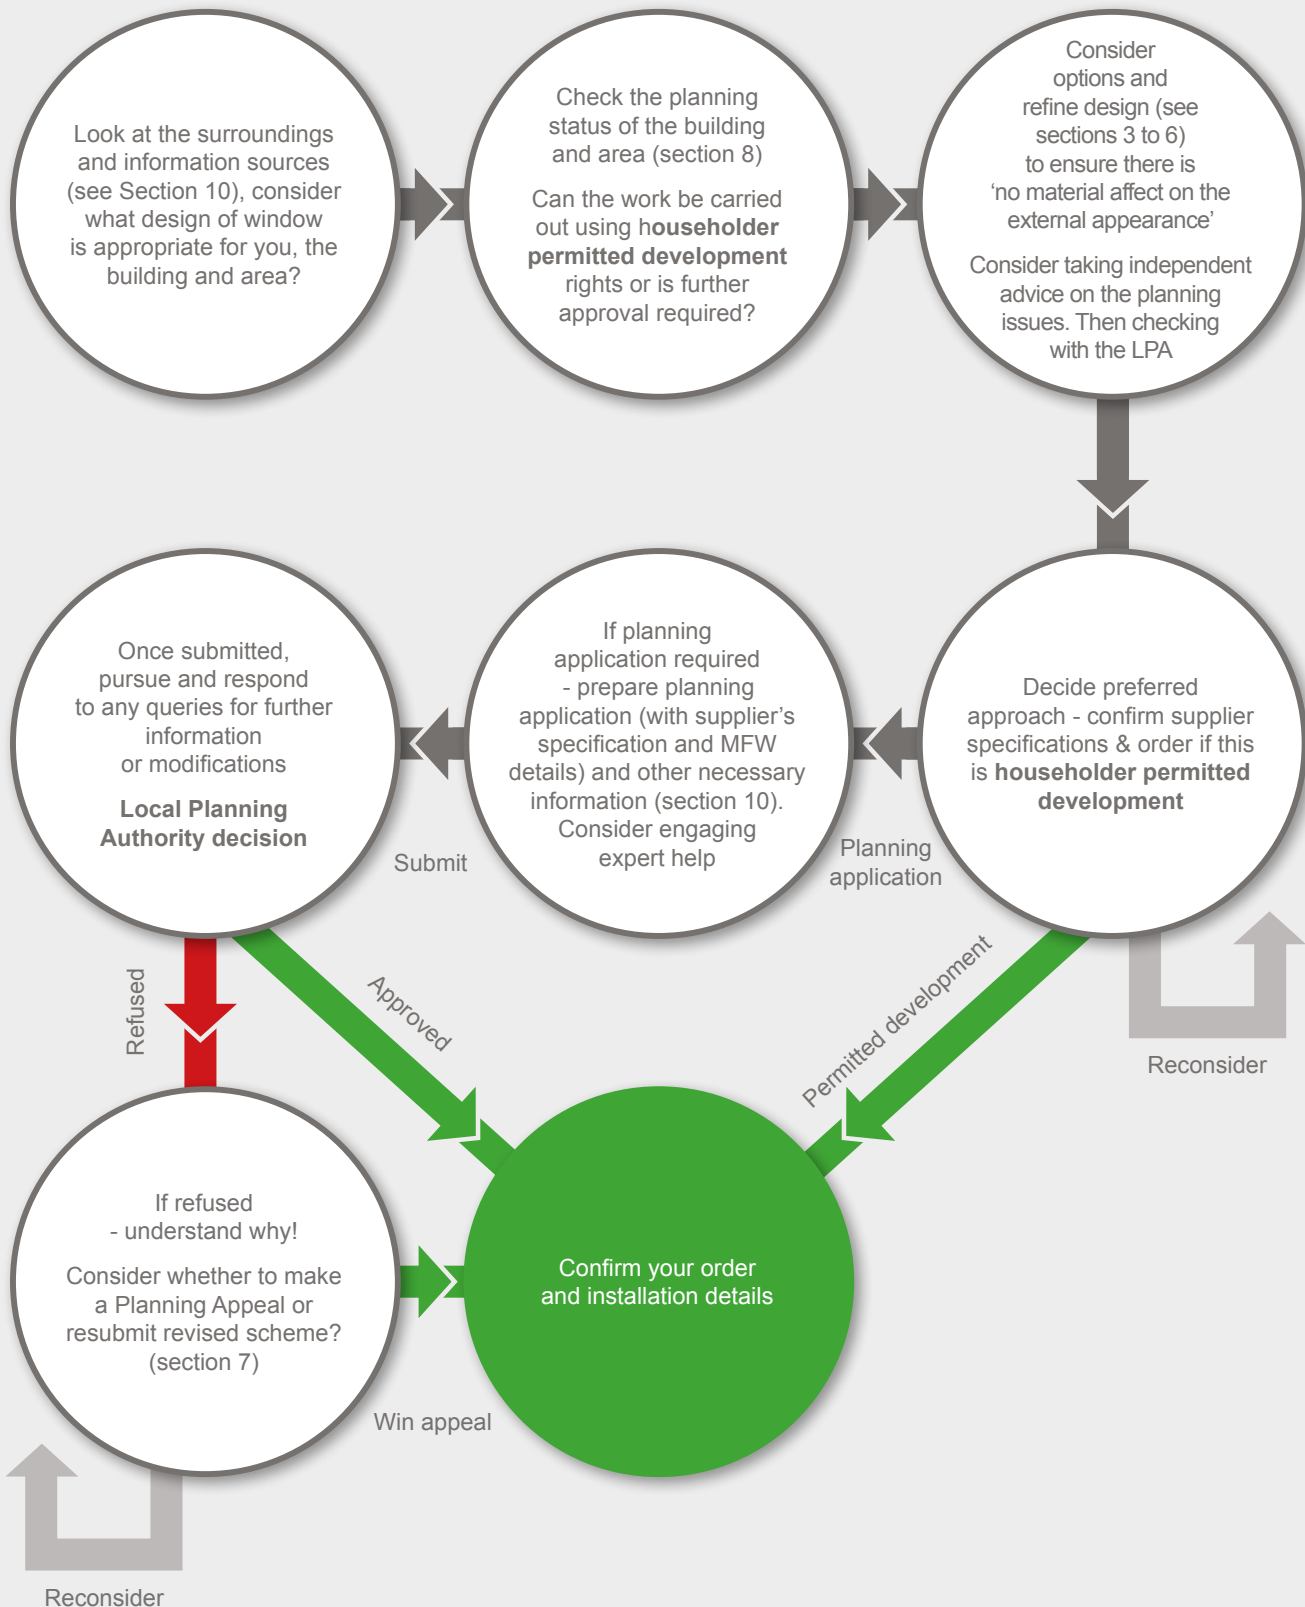 Look at the surroundings
and information sources
(see Section 10), consider
what design of window
is appropriate for you, the
building and area?
Check the planning
status of the building
and area (section 8)
Can the work be carried
out using householder
permitted development
rights or is further
approval required?
Consider
options and
refine design (see
sections 3 to 6)
to ensure there is
‘no material affect on the
external appearance’
Consider taking independent
advice on the planning
issues. Then checking
with the LPA
Decide preferred
approach - confirm supplier
specifications & order if this
is householder permitted
development
Reconsider
Planning
application
If planning
application required
- prepare planning
application (with supplier’s
specification and MFW
details) and other necessary
information (section 10).
Consider engaging
expert help
Submit
Once submitted,
pursue and respond
to any queries for further
information
or modifications
Local Planning
Authority decision
Refused
Approved
Permitted development
If refused
- understand why!
Consider whether to make
a Planning Appeal or
resubmit revised scheme?
(section 7)
Reconsider
Win appeal
Confirm your order
and installation details